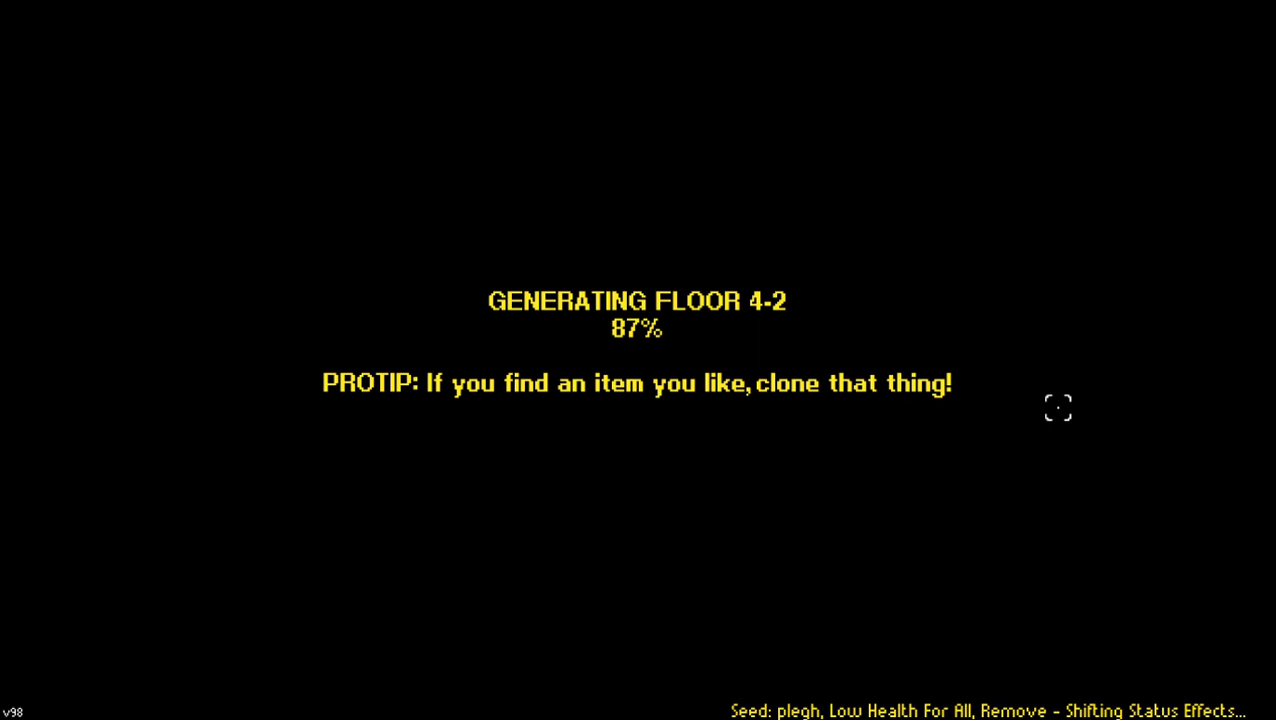 GENERATING FLOOR 4-2
87%
PROTIP: If you find an item you like, clone that thing!
v98
Seed: plegh, Low Health For All, Remove - Shifting Status Effects...